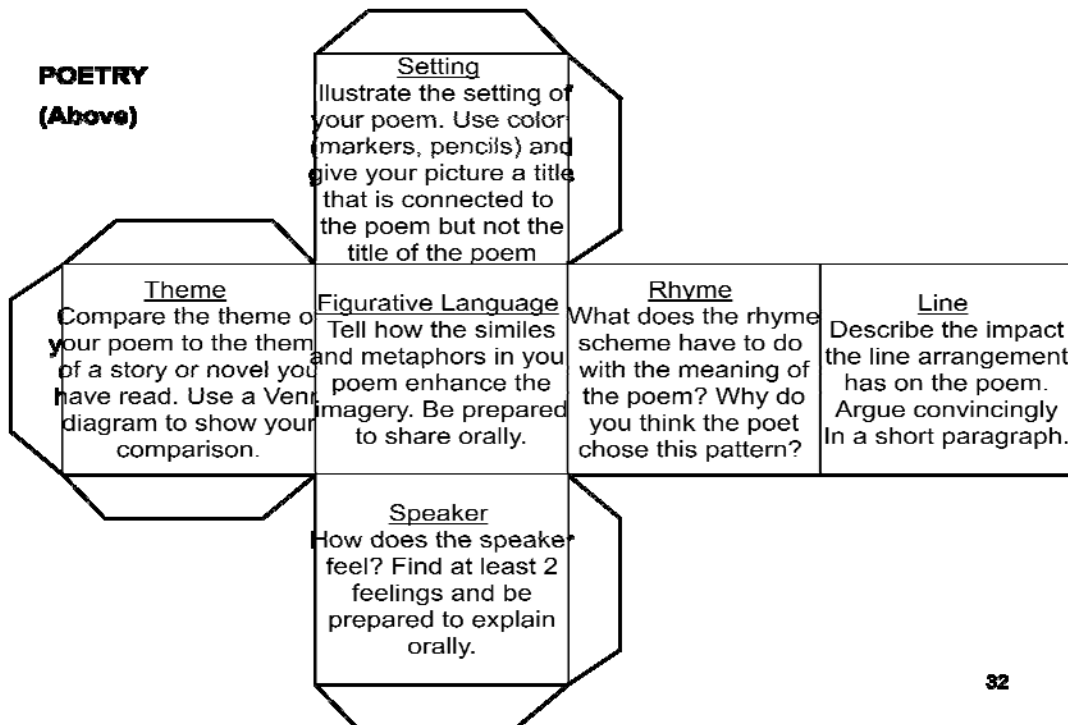 POETRY
(Above)
Setting
Ilustrate the setting of
your poem. Use color
(markers, pencils) and
give your picture a title
that is connected to
the poem but not the
title of the poem
Theme
Compare the theme o
your poem to the them
of a story or novel you
have read. Use a Venn
diagram to show your
comparison.
Figurative Language
Tell how the similes
and metaphors in you
poem enhance the
imagery. Be prepared
to share orally.
Rhyme
What does the rhyme
scheme have to do
with the meaning of
the poem? Why do
you think the poet
chose this pattern?
Line
Describe the impact
the line arrangement
has on the poem.
Argue convincingly
In a short paragraph.
Speaker
How does the speaker
feel? Find at least 2
feelings and be
prepared to explain
orally.
32